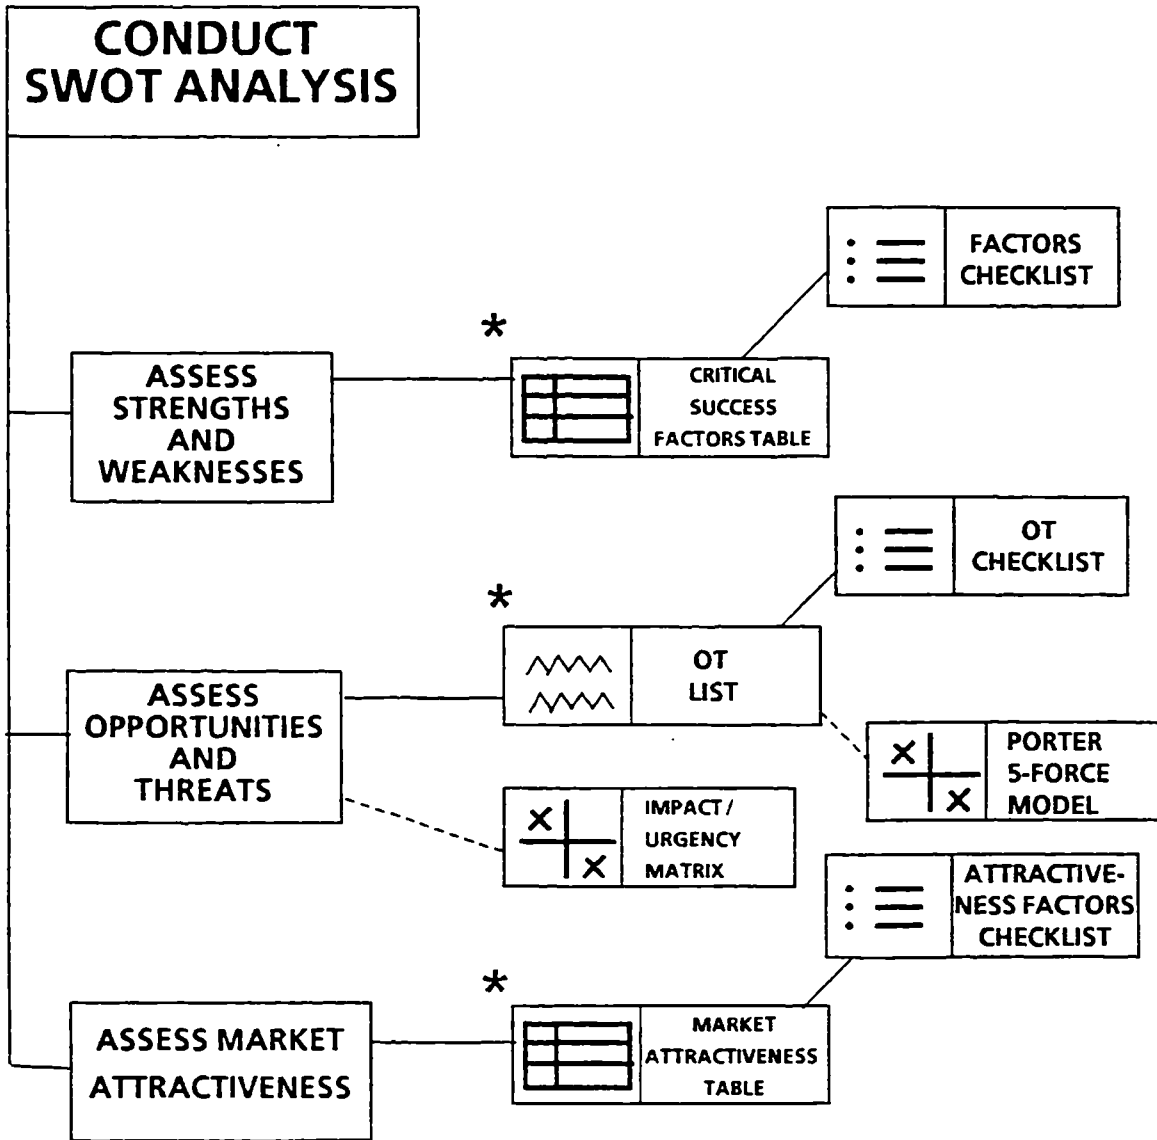 CONDUCT
SWOT ANALYSIS
FACTORS
CHECKLIST
*
ASSESS
STRENGTHS
AND
WEAKNESSES
CRITICAL
SUCCESS
FACTORS TABLE
OT
CHECKLIST
*
ASSESS
OPPORTUNITIES
AND
THREATS
OT
LIST
PORTER
5-FORCE
MODEL
IMPACT /
URGENCY
MATRIX
ATTRACTIVE-
NESS FACTORS
CHECKLIST
*
ASSESS MARKET
ATTRACTIVENESS
MARKET
ATTRACTIVENESS
TABLE